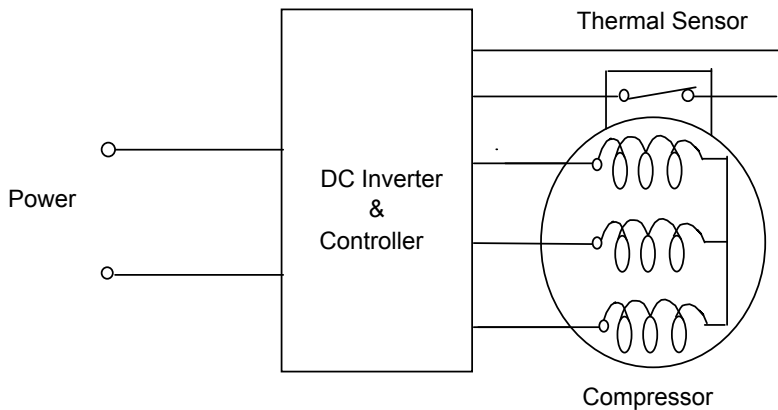 Thermal Sensor
Power
DC Inverter
&
Controller
Compressor